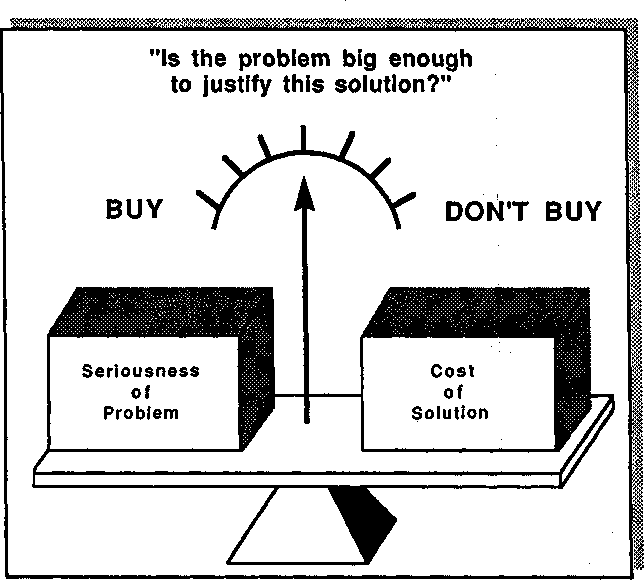 "Is the problem big enough
to justify this solution?"
BUY
DON'T BUY
Seriousness
of
Problem
Cost
of
Solution